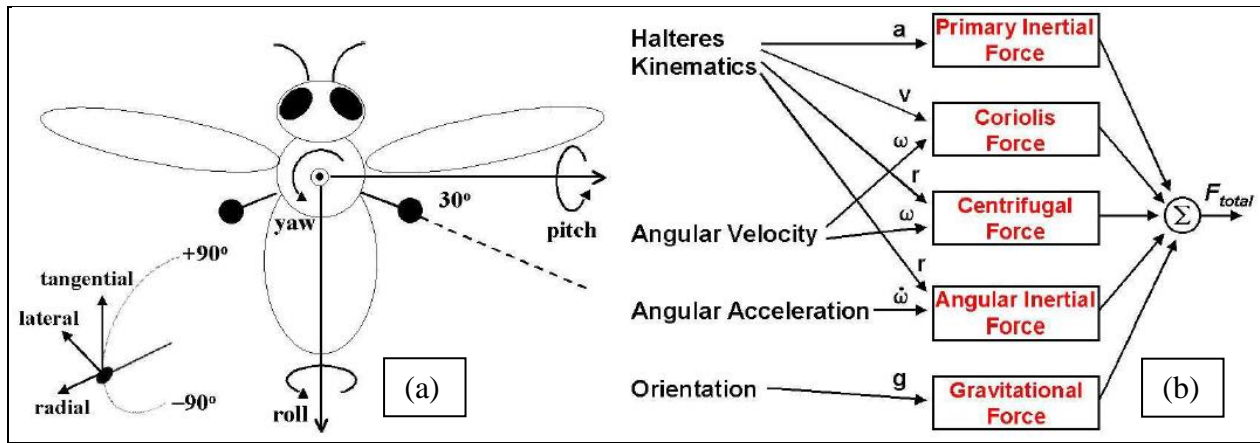 30°
yaw
pitch
+90°
tangential
lateral
radial
−90°
roll
(a)
Halteres
Kinematics
Angular Velocity
Angular Acceleration
Orientation
a
v
ω
r
ω
r
ω̇
g
Primary Inertial
Force
Coriolis
Force
Centrifugal
Force
Angular Inertial
Force
Gravitational
Force
Σ
F_total
(b)